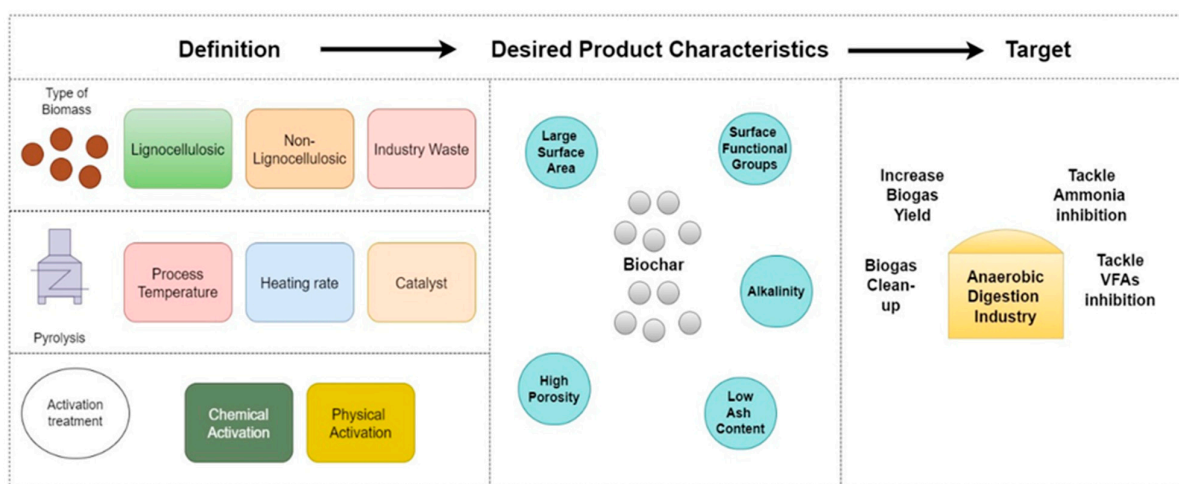 Definition
Desired Product Characteristics
Target
Type of
Biomass
Lignocellulosic
Non-
Lignocellulosic
Industry Waste
Pyrolysis
Process
Temperature
Heating rate
Catalyst
Activation
treatment
Chemical
Activation
Physical
Activation
Large
Surface
Area
Surface
Functional
Groups
Biochar
Alkalinity
High
Porosity
Low
Ash
Content
Increase
Biogas
Yield
Tackle
Ammonia
inhibition
Biogas
Clean-
up
Anaerobic
Digestion
Industry
Tackle
VFAs
inhibition